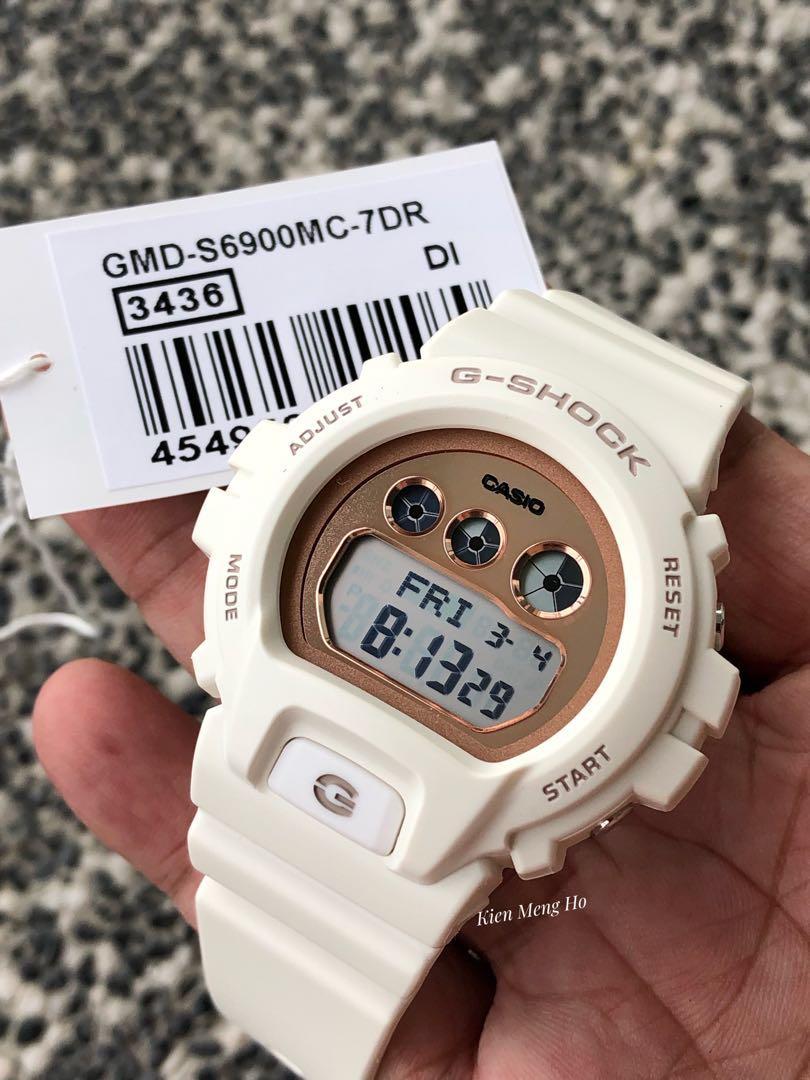 GMD-S6900MC-7DR
DI
3436
G-SHOCK
ADJUST
CASIO
MODE
RESET
FRI 3- 4
8:13 29
START
G
Kien Meng Ho